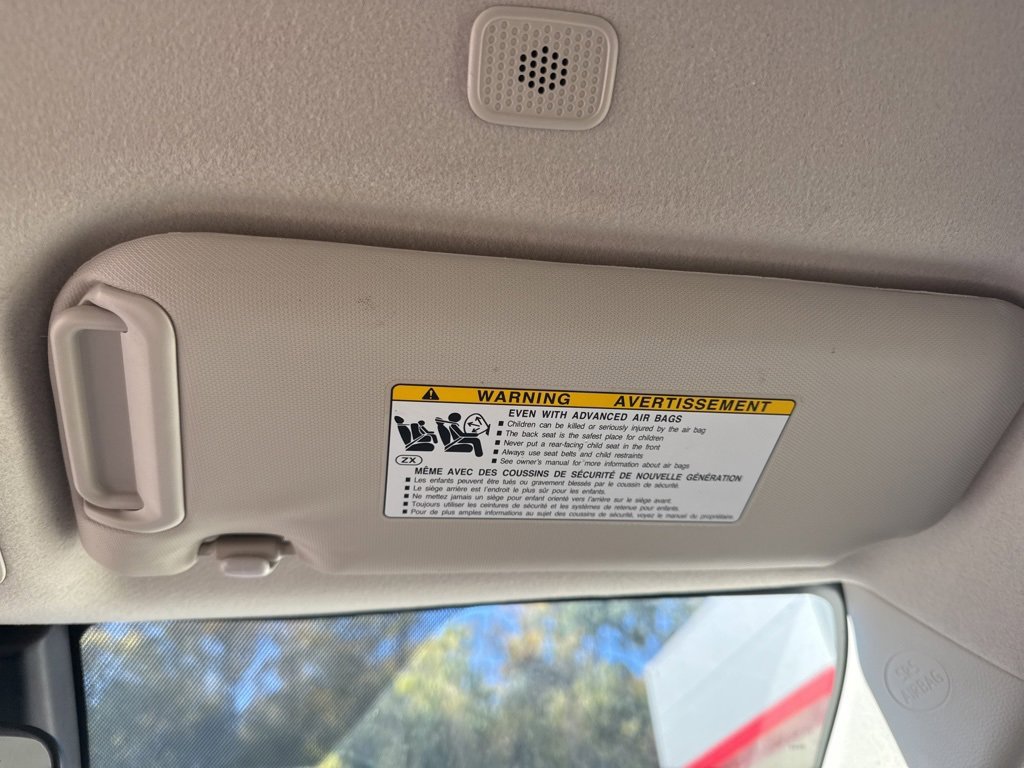 WARNING AVERTISSEMENT
EVEN WITH ADVANCED AIR BAGS
■ Children can be killed or seriously injured by the air bag
■ The back seat is the safest place for children
■ Never put a rear-facing child seat in the front
■ Always use seat belts and child restraints
■ See owner's manual for more information about air bags
ZX
MÊME AVEC DES COUSSINS DE SÉCURITÉ DE NOUVELLE GÉNÉRATION
■ Les enfants peuvent être tués ou gravement blessés par le coussin de sécurité.
■ Le siège arrière est l'endroit le plus sûr pour les enfants.
■ Ne mettez jamais un siège pour enfant orienté vers l'arrière sur le siège avant.
■ Toujours utiliser les ceintures de sécurité et les systèmes de retenue pour enfants.
■ Pour de plus amples informations au sujet des coussins de sécurité, voyez le manuel du propriétaire.
SRS
AIRBAG